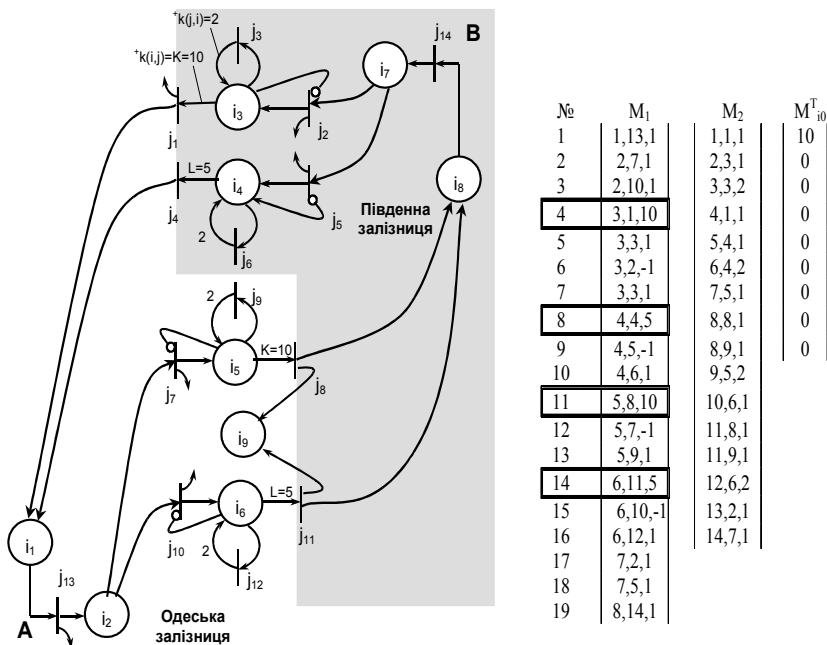 ⁺k(j,i)=2
j₃
j₁₄
B
⁺k(i,j)=K=10
i₇
i₃
j₁
j₂
L=5
i₄
i₈
j₄
j₅
2
j₆
Південна
залізниця
2
j₉
K=10
i₅
j₇
j₈
i₉
L=5
i₆
i₁
j₁₀
2
j₁₁
j₁₂
j₁₃
i₂
A
Одеська
залізниця
№ M₁ M₂ Mᵀᵢ₀
1 1,13,1 1,1,1 10
2 2,7,1 2,3,1 0
3 2,10,1 3,3,2 0
4 3,1,10 4,1,1 0
5 3,3,1 5,4,1 0
6 3,2,-1 6,4,2 0
7 3,3,1 7,5,1 0
8 4,4,5 8,8,1 0
9 4,5,-1 8,9,1 0
10 4,6,1 9,5,2
11 5,8,10 10,6,1
12 5,7,-1 11,8,1
13 5,9,1 11,9,1
14 6,11,5 12,6,2
15 6,10,-1 13,2,1
16 6,12,1 14,7,1
17 7,2,1
18 7,5,1
19 8,14,1